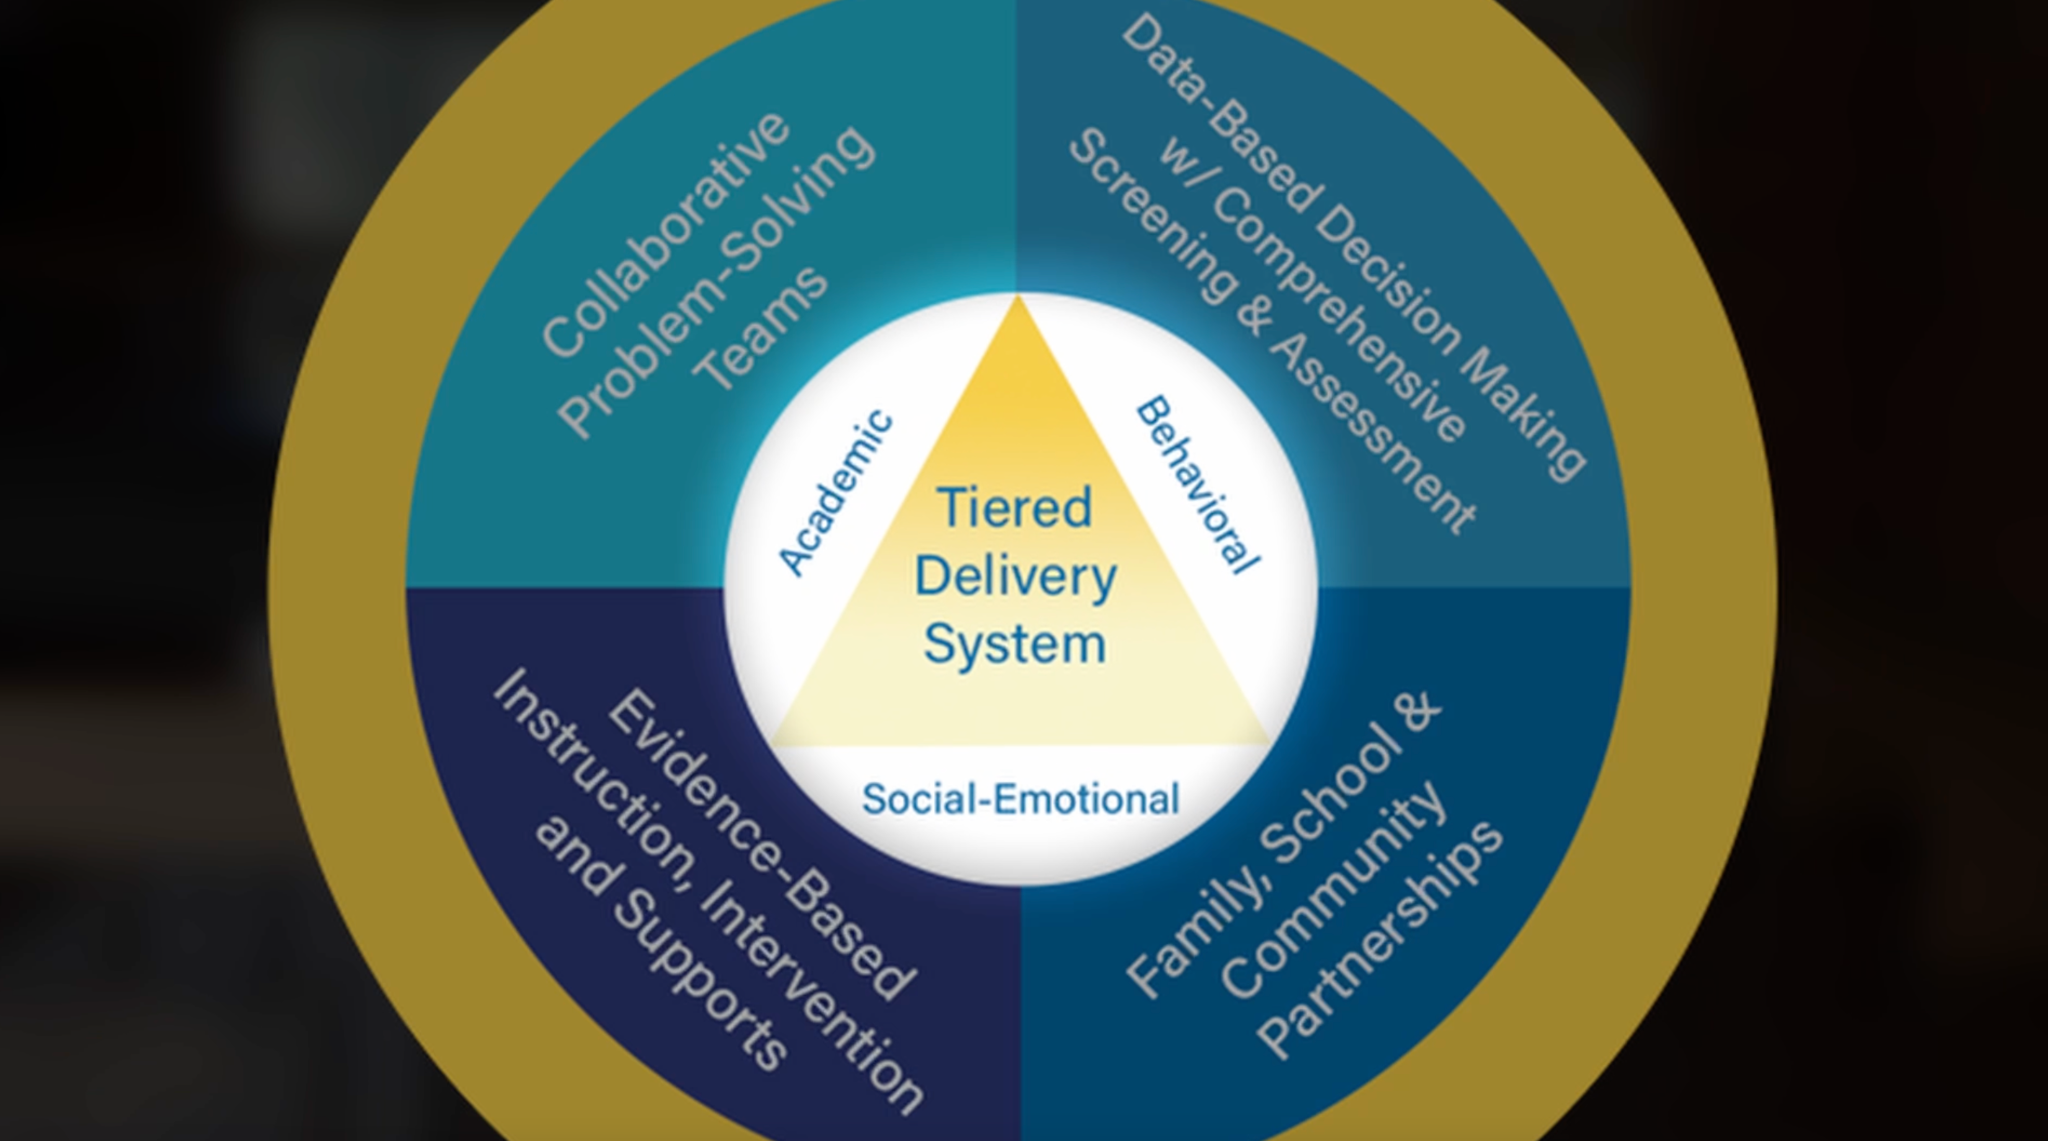 Collaborative
Problem-Solving
Teams
Data-Based Decision Making
w/ Comprehensive
Screening & Assessment
Academic
Behavioral
Tiered
Delivery
System
Social-Emotional
Evidence-Based
Instruction, Intervention
and Supports
Family, School &
Community
Partnerships